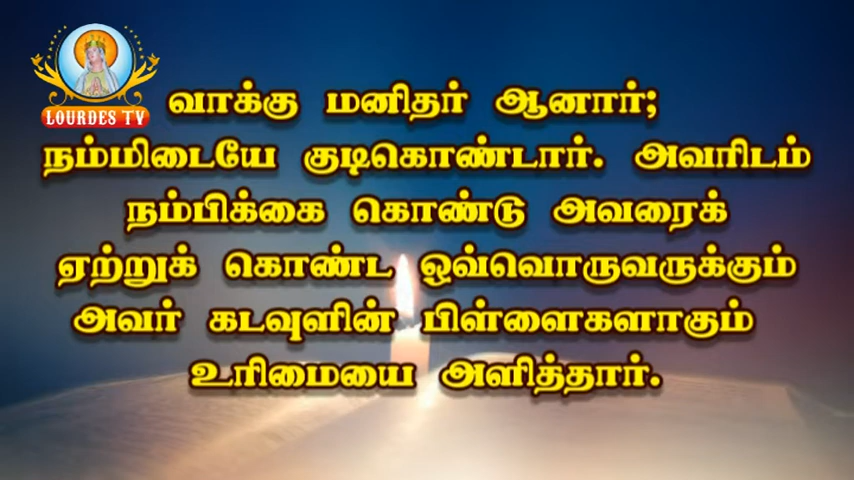 LOURDES TV
வாக்கு மனிதர் ஆனார்;
நம்மிடையே குடிகொண்டார். அவரிடம்
நம்பிக்கை கொண்டு அவரைக்
ஏற்றுக் கொண்ட ஒவ்வொருவருக்கும்
அவர் கடவுளின் பிள்ளைகளாகும்
உரிமையை அளித்தார்.